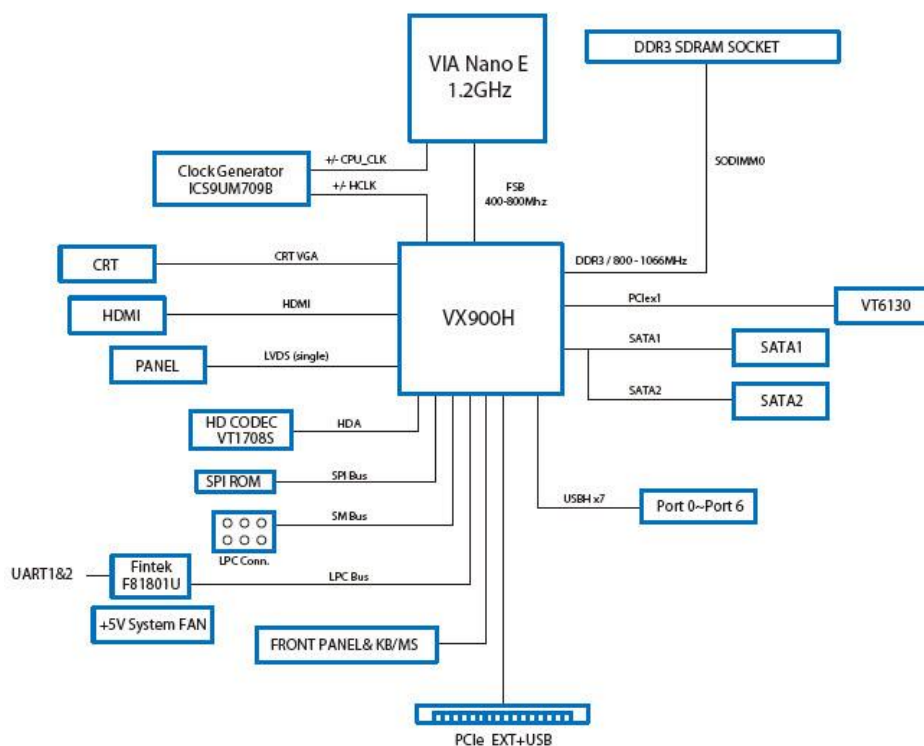 VIA Nano E
1.2GHz
DDR3 SDRAM SOCKET
+/- CPU_CLK
Clock Generator
ICS9UM709B
+/- HCLK
FSB
400-800Mhz
SODIMM0
CRT
CRT VGA
DDR3 / 800 - 1066MHz
HDMI
HDMI
VX900H
PCIex1
VT6130
PANEL
LVDS (single)
SATA1
SATA1
SATA2
SATA2
HD CODEC
VT1708S
HDA
SPI ROM
SPI Bus
USBH x7
Port 0~Port 6
SM Bus
LPC Conn.
UART1&2
Fintek
F81801U
LPC Bus
+5V System FAN
FRONT PANEL& KB/MS
PCIe EXT+USB